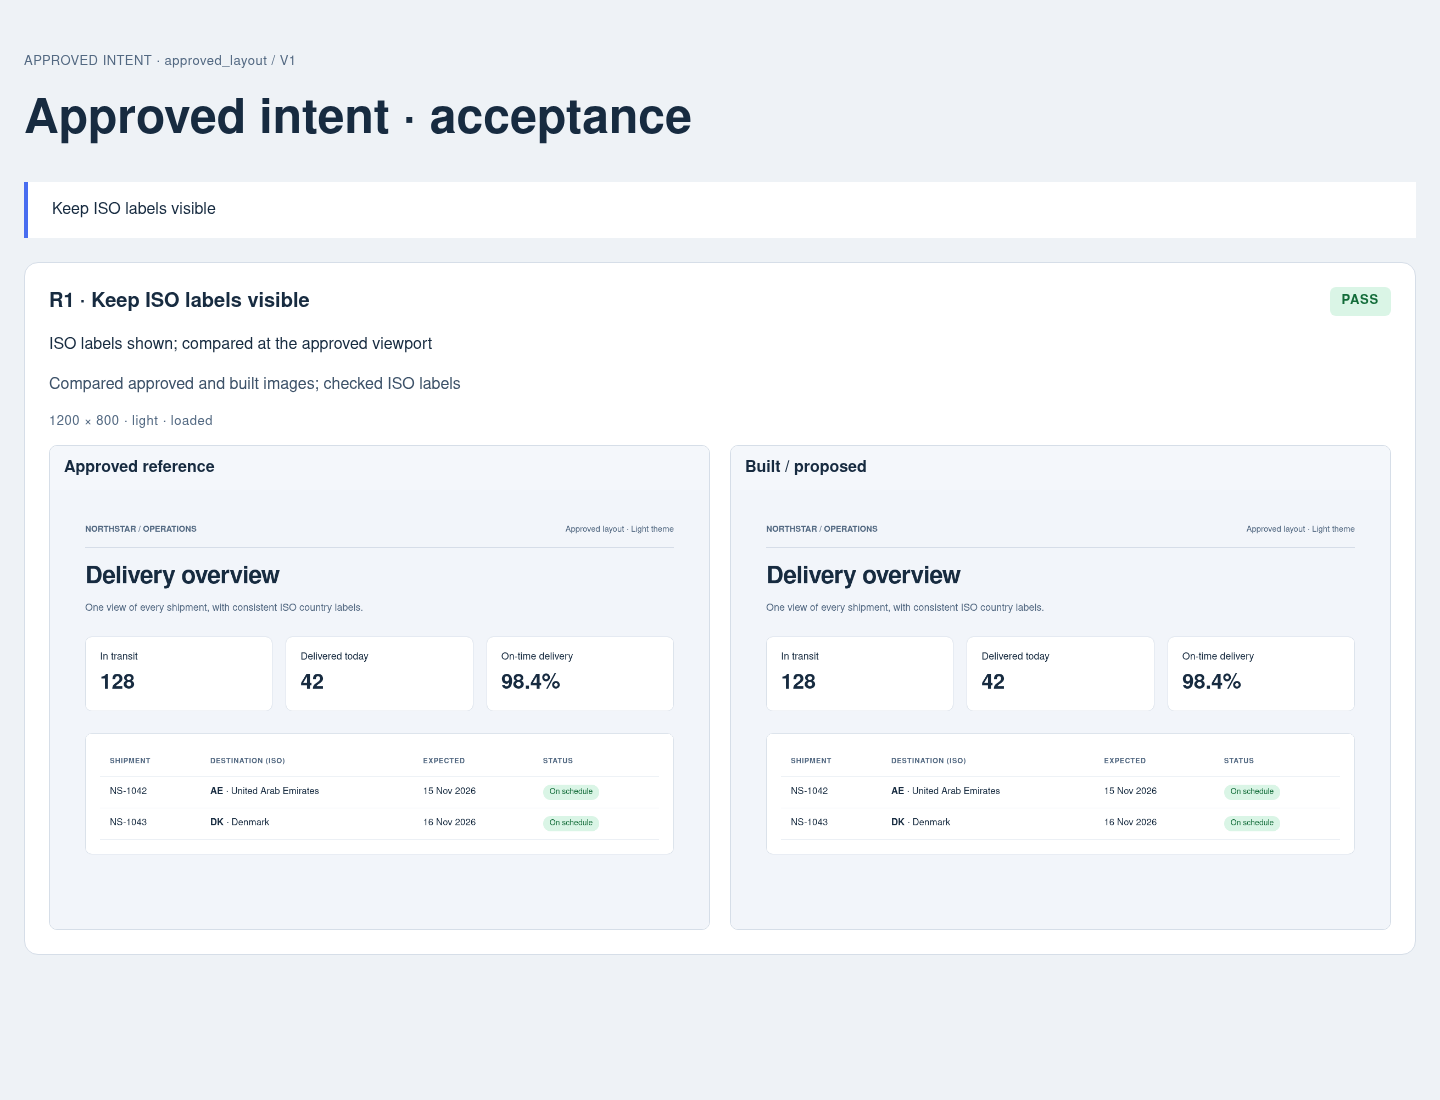 APPROVED INTENT · approved_layout / V1
Approved intent · acceptance
Keep ISO labels visible
R1 · Keep ISO labels visible
PASS
ISO labels shown; compared at the approved viewport
Compared approved and built images; checked ISO labels
1200 × 800 · light · loaded
Approved reference
NORTHSTAR / OPERATIONS
Approved layout · Light theme
Delivery overview
One view of every shipment, with consistent ISO country labels.
In transit
128
Delivered today
42
On-time delivery
98.4%
SHIPMENT DESTINATION (ISO) EXPECTED STATUS
NS-1042 AE · United Arab Emirates 15 Nov 2026 On schedule
NS-1043 DK · Denmark 16 Nov 2026 On schedule
Built / proposed
NORTHSTAR / OPERATIONS
Approved layout · Light theme
Delivery overview
One view of every shipment, with consistent ISO country labels.
In transit
128
Delivered today
42
On-time delivery
98.4%
SHIPMENT DESTINATION (ISO) EXPECTED STATUS
NS-1042 AE · United Arab Emirates 15 Nov 2026 On schedule
NS-1043 DK · Denmark 16 Nov 2026 On schedule